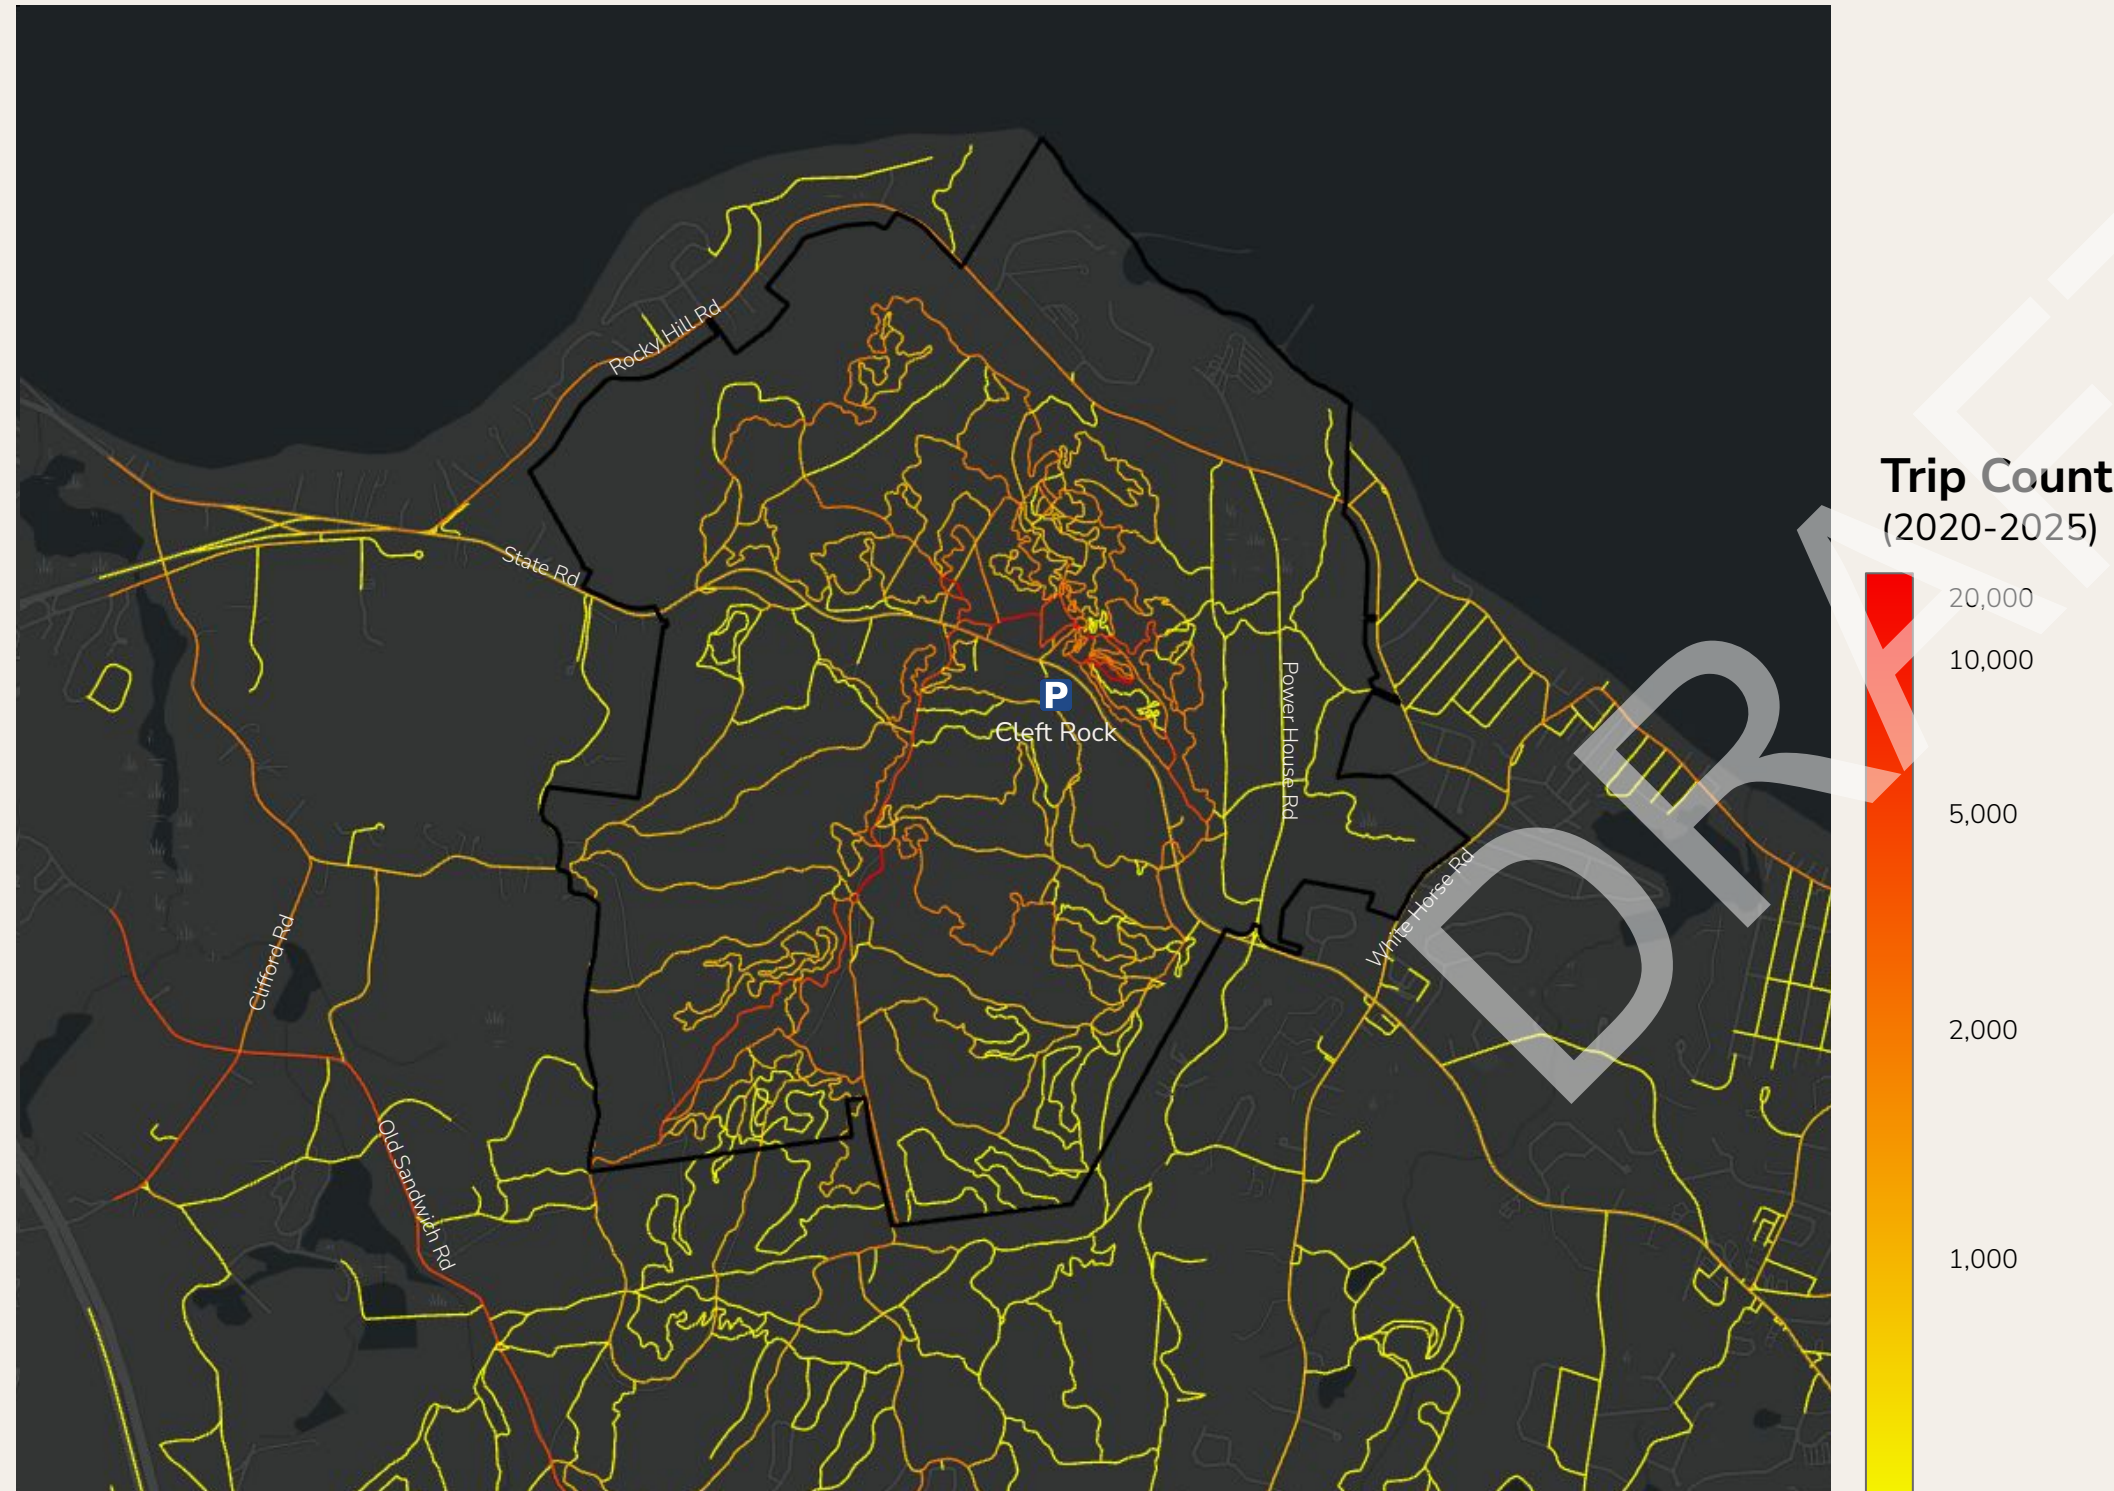 Rocky Hill Rd
State Rd
P
Cleft Rock
Power House Rd
White Horse Rd
Clifford Rd
Old Sandwich Rd
Trip Count
(2020-2025)
20,000
10,000
5,000
2,000
1,000
DRAFT